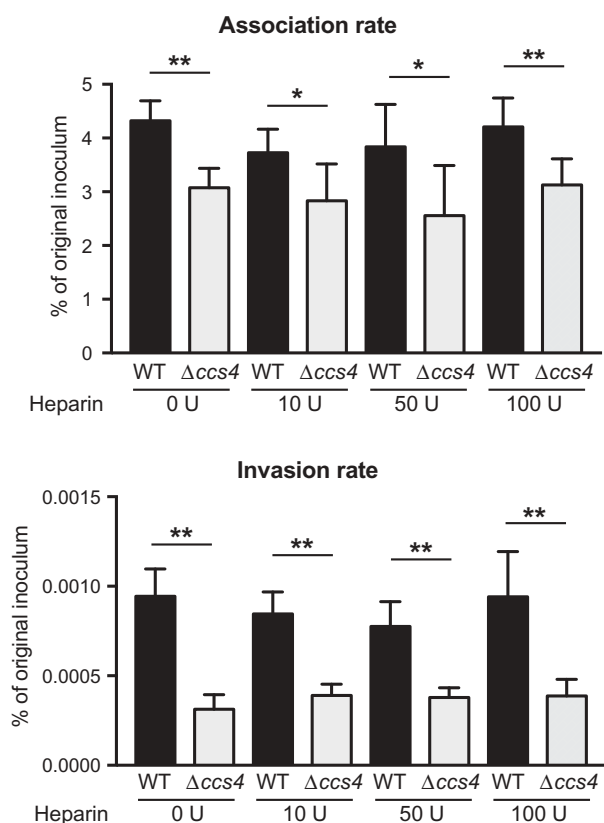 Association rate
% of original inoculum
5
4
3
2
1
0
** * * **
WT Δccs4 WT Δccs4 WT Δccs4 WT Δccs4
Heparin 0 U 10 U 50 U 100 U
Invasion rate
% of original inoculum
0.0015
0.0010
0.0005
0.0000
** ** ** **
WT Δccs4 WT Δccs4 WT Δccs4 WT Δccs4
Heparin 0 U 10 U 50 U 100 U